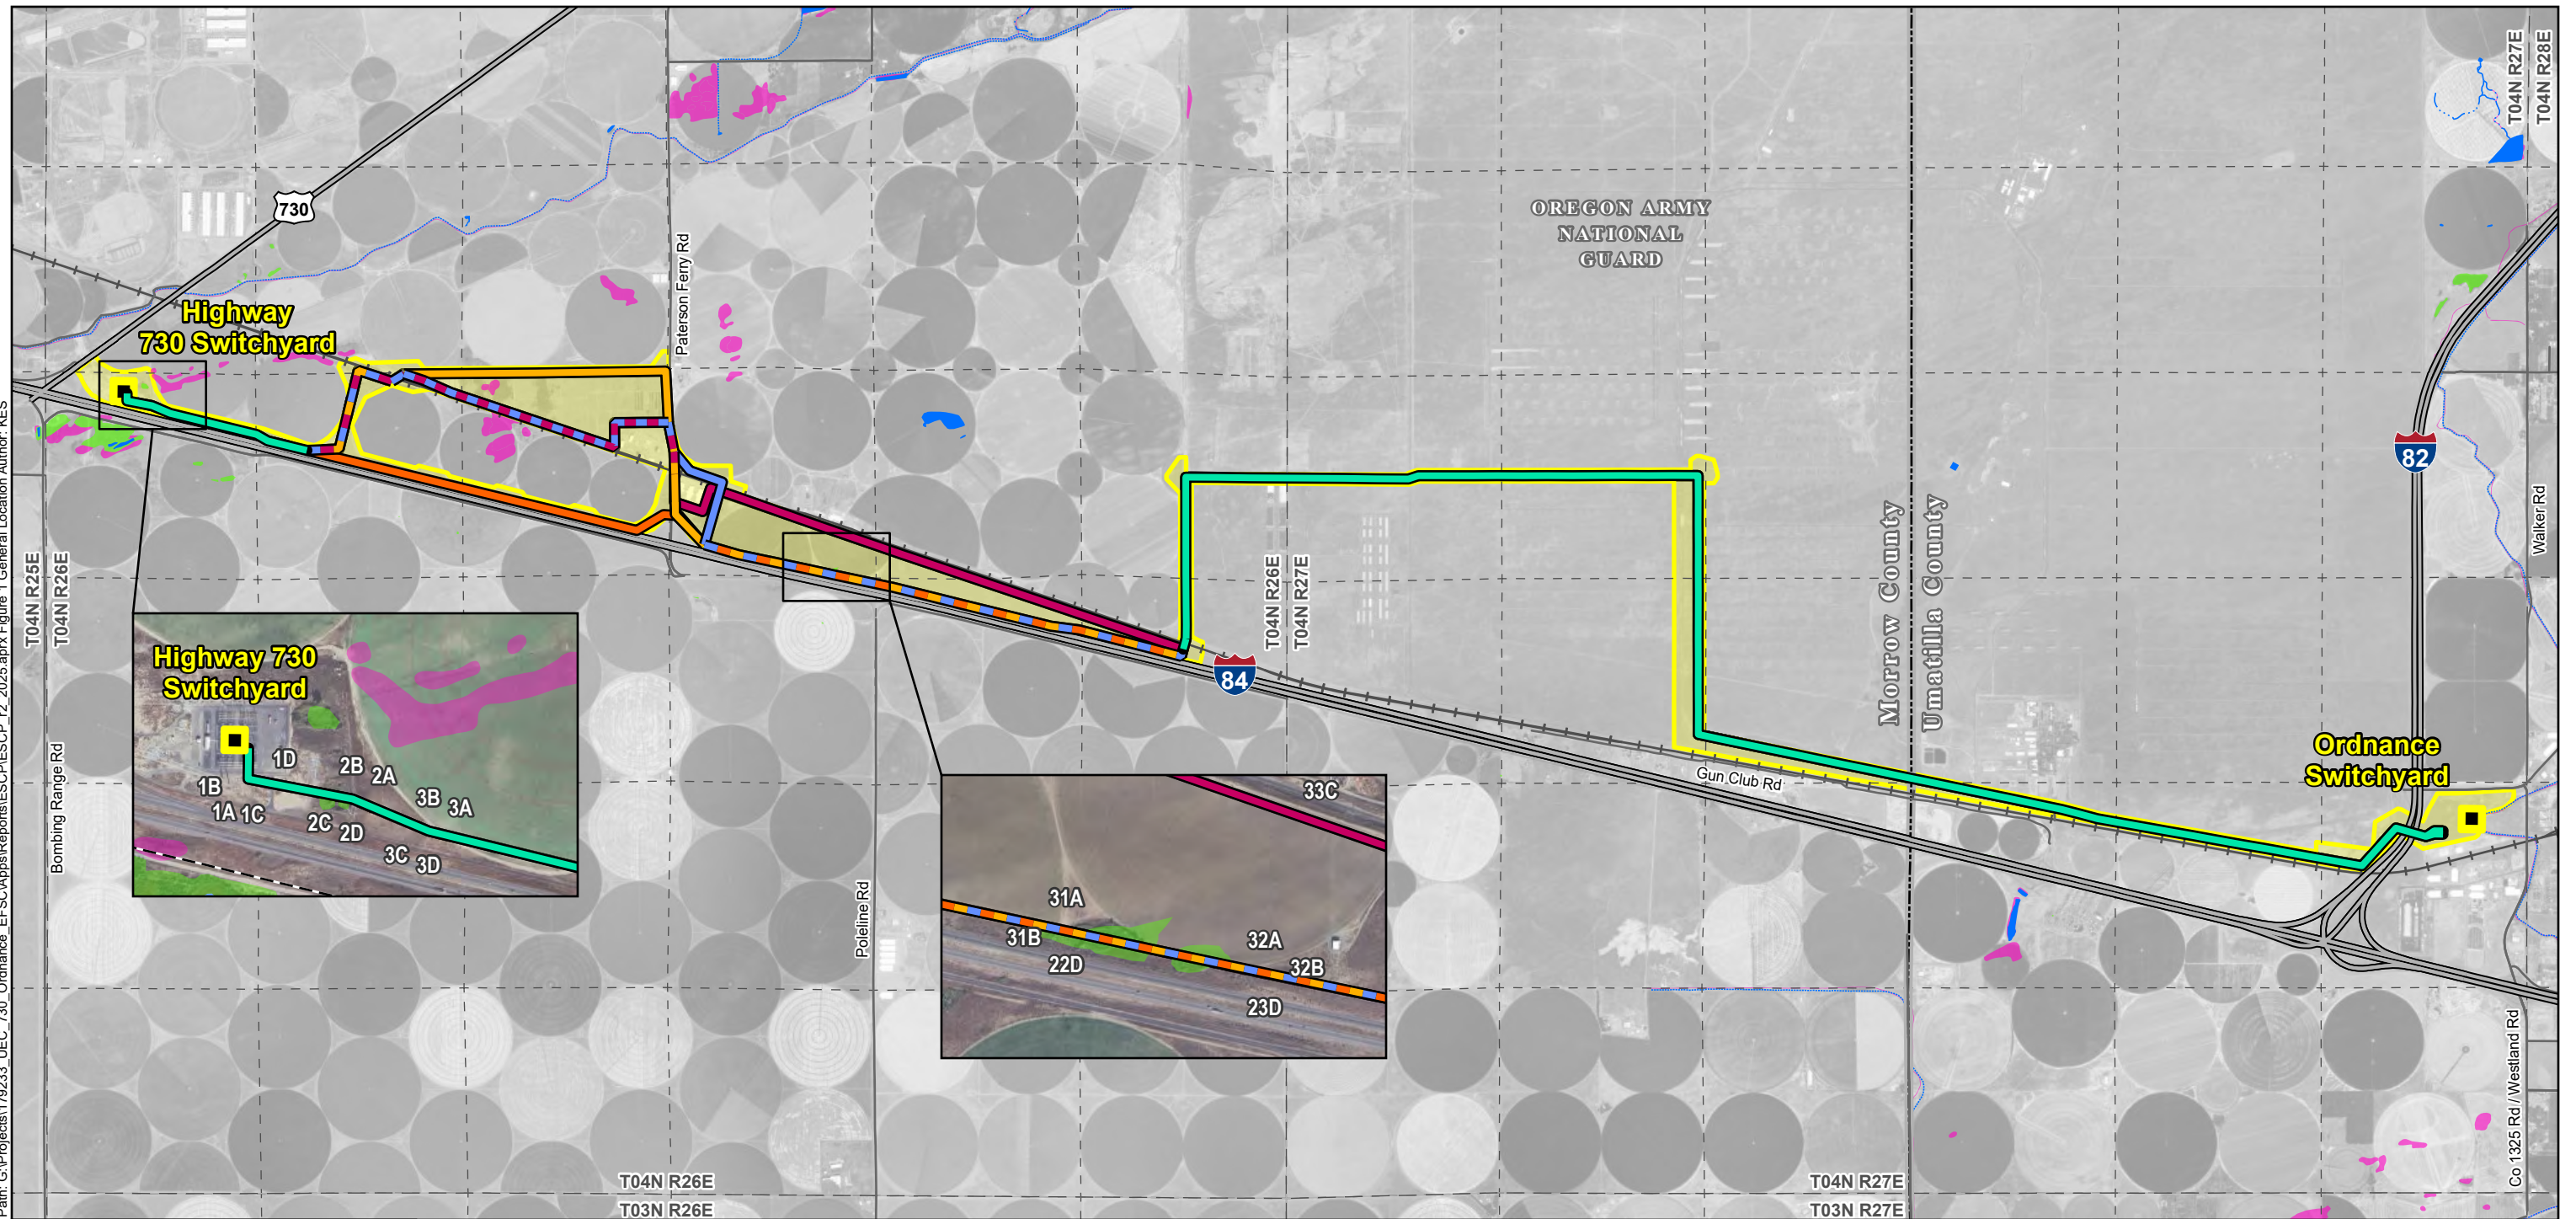 T04N R27E
T04N R28E
730
OREGON ARMY
NATIONAL
GUARD
Paterson Ferry Rd
Highway
730 Switchyard
82
Walker Rd
Morrow County
Umatilla County
T04N R25E
T04N R26E
T04N R26E
T04N R27E
84
Highway 730
Switchyard
1D
2B
2A
1B
3B
3A
1A
1C
2C
2D
3C
3D
Bombing Range Rd
Gun Club Rd
Ordnance
Switchyard
33C
31A
31B
32A
22D
32B
23D
Poleline Rd
Co 1325 Rd / Westland Rd
T04N R26E
T03N R26E
T04N R27E
T03N R27E